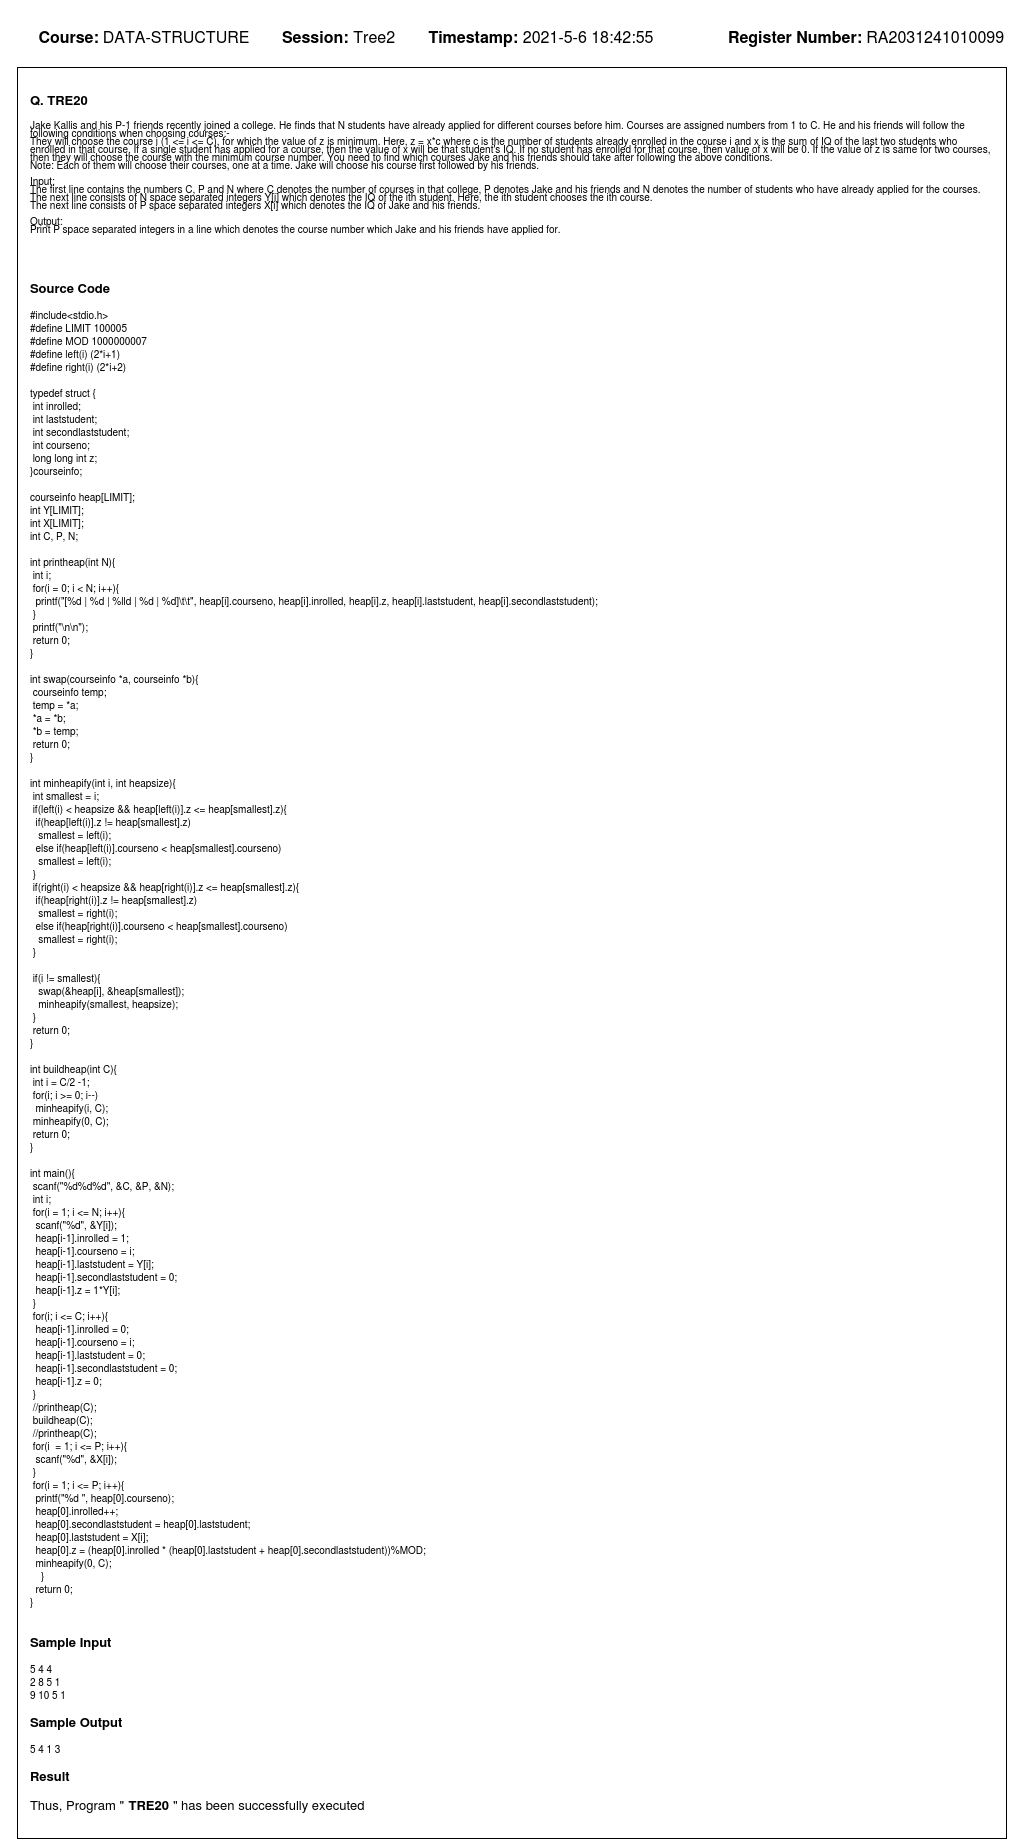 Course: DATA-STRUCTURE Session: Tree2 Timestamp: 2021-5-6 18:42:55 Register Number: RA2031241010099
Q. TRE20
Jake Kallis and his P-1 friends recently joined a college. He finds that N students have already applied for different courses before him. Courses are assigned numbers from 1 to C. He and his friends will follow the
following conditions when choosing courses:-
They will choose the course i (1 <= i <= C), for which the value of z is minimum. Here, z = x*c where c is the number of students already enrolled in the course i and x is the sum of IQ of the last two students who
enrolled in that course. If a single student has applied for a course, then the value of x will be that student's IQ. If no student has enrolled for that course, then value of x will be 0. If the value of z is same for two courses,
then they will choose the course with the minimum course number. You need to find which courses Jake and his friends should take after following the above conditions.
Note: Each of them will choose their courses, one at a time. Jake will choose his course first followed by his friends.
Input:
The first line contains the numbers C, P and N where C denotes the number of courses in that college, P denotes Jake and his friends and N denotes the number of students who have already applied for the courses.
The next line consists of N space separated integers Y[i] which denotes the IQ of the ith student. Here, the ith student chooses the ith course.
The next line consists of P space separated integers X[i] which denotes the IQ of Jake and his friends.
Output:
Print P space separated integers in a line which denotes the course number which Jake and his friends have applied for.
Source Code
#include<stdio.h>
#define LIMIT 100005
#define MOD 1000000007
#define left(i) (2*i+1)
#define right(i) (2*i+2)
typedef struct {
int inrolled;
int laststudent;
int secondlaststudent;
int courseno;
long long int z;
}courseinfo;
courseinfo heap[LIMIT];
int Y[LIMIT];
int X[LIMIT];
int C, P, N;
int printheap(int N){
int i;
for(i = 0; i < N; i++){
printf("[%d | %d | %lld | %d | %d]\t\t", heap[i].courseno, heap[i].inrolled, heap[i].z, heap[i].laststudent, heap[i].secondlaststudent);
}
printf("\n\n");
return 0;
}
int swap(courseinfo *a, courseinfo *b){
courseinfo temp;
temp = *a;
*a = *b;
*b = temp;
return 0;
}
int minheapify(int i, int heapsize){
int smallest = i;
if(left(i) < heapsize && heap[left(i)].z <= heap[smallest].z){
if(heap[left(i)].z != heap[smallest].z)
smallest = left(i);
else if(heap[left(i)].courseno < heap[smallest].courseno)
smallest = left(i);
}
if(right(i) < heapsize && heap[right(i)].z <= heap[smallest].z){
if(heap[right(i)].z != heap[smallest].z)
smallest = right(i);
else if(heap[right(i)].courseno < heap[smallest].courseno)
smallest = right(i);
}
if(i != smallest){
swap(&heap[i], &heap[smallest]);
minheapify(smallest, heapsize);
}
return 0;
}
int buildheap(int C){
int i = C/2 -1;
for(i; i >= 0; i--)
minheapify(i, C);
minheapify(0, C);
return 0;
}
int main(){
scanf("%d%d%d", &C, &P, &N);
int i;
for(i = 1; i <= N; i++){
scanf("%d", &Y[i]);
heap[i-1].inrolled = 1;
heap[i-1].courseno = i;
heap[i-1].laststudent = Y[i];
heap[i-1].secondlaststudent = 0;
heap[i-1].z = 1*Y[i];
}
for(i; i <= C; i++){
heap[i-1].inrolled = 0;
heap[i-1].courseno = i;
heap[i-1].laststudent = 0;
heap[i-1].secondlaststudent = 0;
heap[i-1].z = 0;
}
//printheap(C);
buildheap(C);
//printheap(C);
for(i  = 1; i <= P; i++){
scanf("%d", &X[i]);
}
for(i = 1; i <= P; i++){
printf("%d ", heap[0].courseno);
heap[0].inrolled++;
heap[0].secondlaststudent = heap[0].laststudent;
heap[0].laststudent = X[i];
heap[0].z = (heap[0].inrolled * (heap[0].laststudent + heap[0].secondlaststudent))%MOD;
minheapify(0, C);
}
return 0;
}
Sample Input
5 4 4
2 8 5 1
9 10 5 1
Sample Output
5 4 1 3
Result
Thus, Program " TRE20 " has been successfully executed